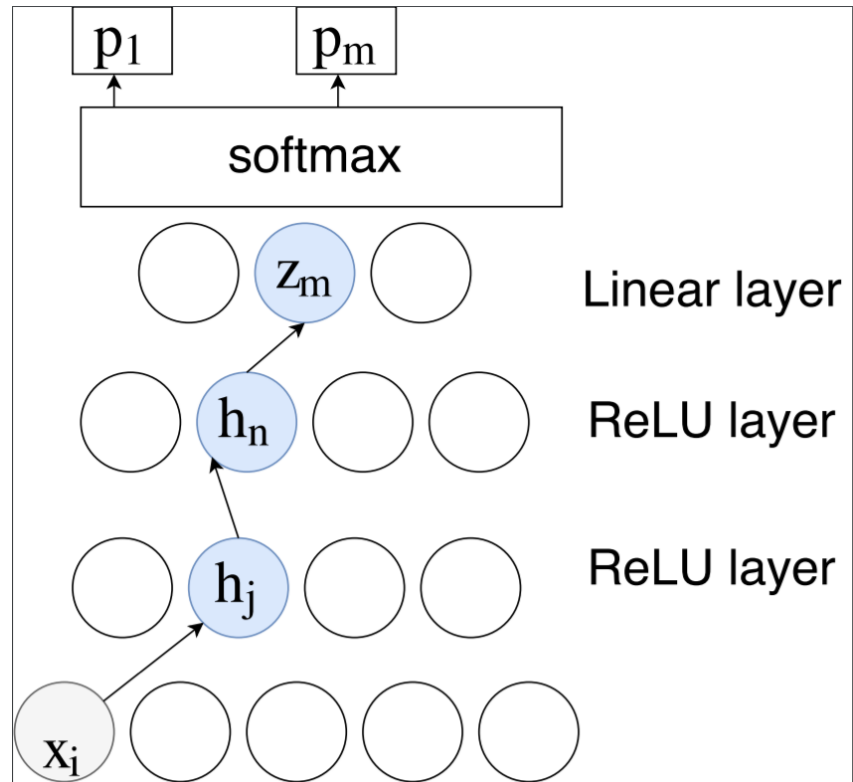 p1 pm
softmax
zm Linear layer
hn ReLU layer
hj ReLU layer
xi